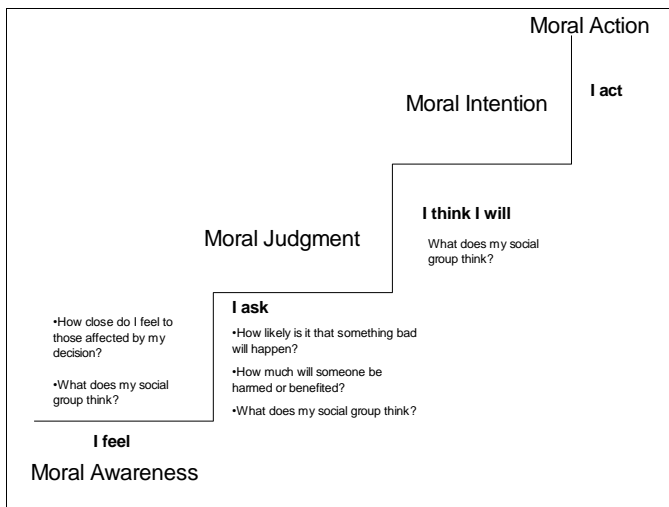 Moral Action
I act
Moral Intention
I think I will
What does my social
group think?
Moral Judgment
I ask
•How likely is it that something bad
will happen?
•How much will someone be
harmed or benefited?
•What does my social group think?
•How close do I feel to
those affected by my
decision?
•What does my social
group think?
I feel
Moral Awareness